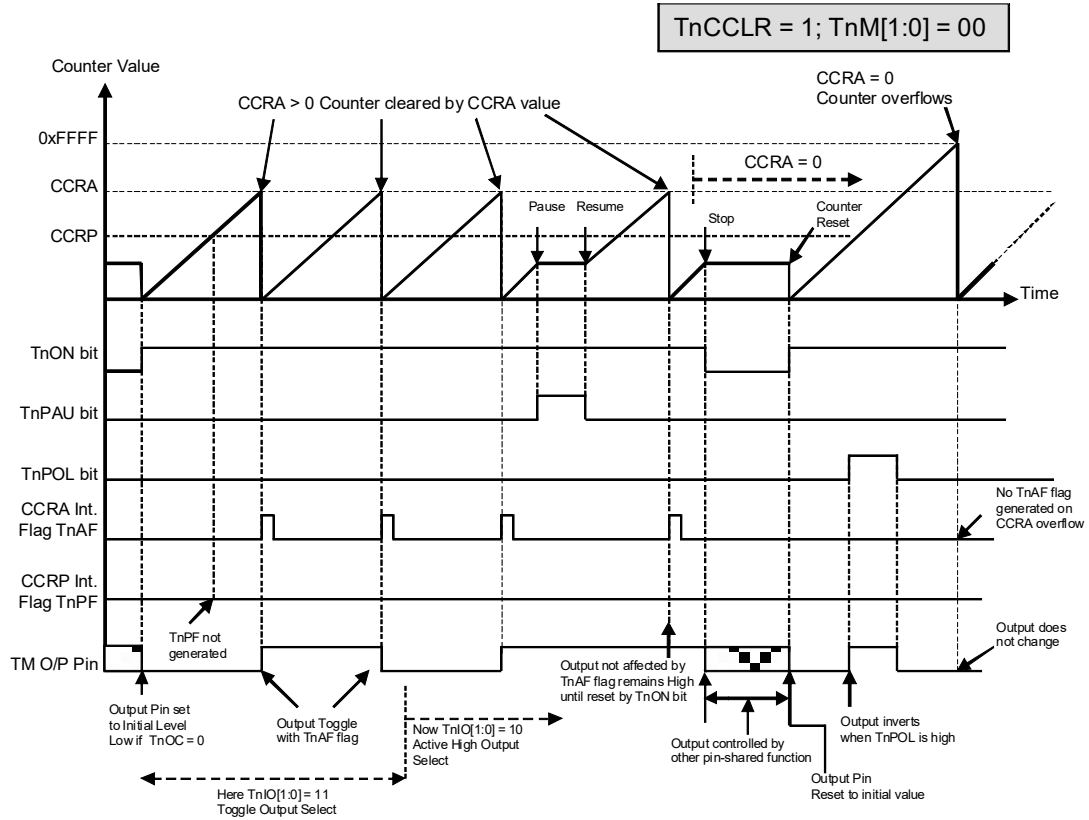 TnCCLR = 1; TnM[1:0] = 00
Counter Value
CCRA = 0
Counter overflows
CCRA > 0 Counter cleared by CCRA value
0xFFFF
CCRA = 0
CCRA
Pause
Resume
Stop
Counter
Reset
CCRP
Time
TnON bit
TnPAU bit
TnPOL bit
CCRA Int.
Flag TnAF
No TnAF flag
generated on
CCRA overflow
CCRP Int.
Flag TnPF
TnPF not
generated
Output does
not change
TM O/P Pin
Output not affected by
TnAF flag remains High
until reset by TnON bit
Output Pin set
to Initial Level
Low if TnOC = 0
Output Toggle
with TnAF flag
Now TnIO[1:0] = 10
Active High Output
Select
Output controlled by
other pin-shared function
Output inverts
when TnPOL is high
Output Pin
Reset to initial value
Here TnIO[1:0] = 11
Toggle Output Select